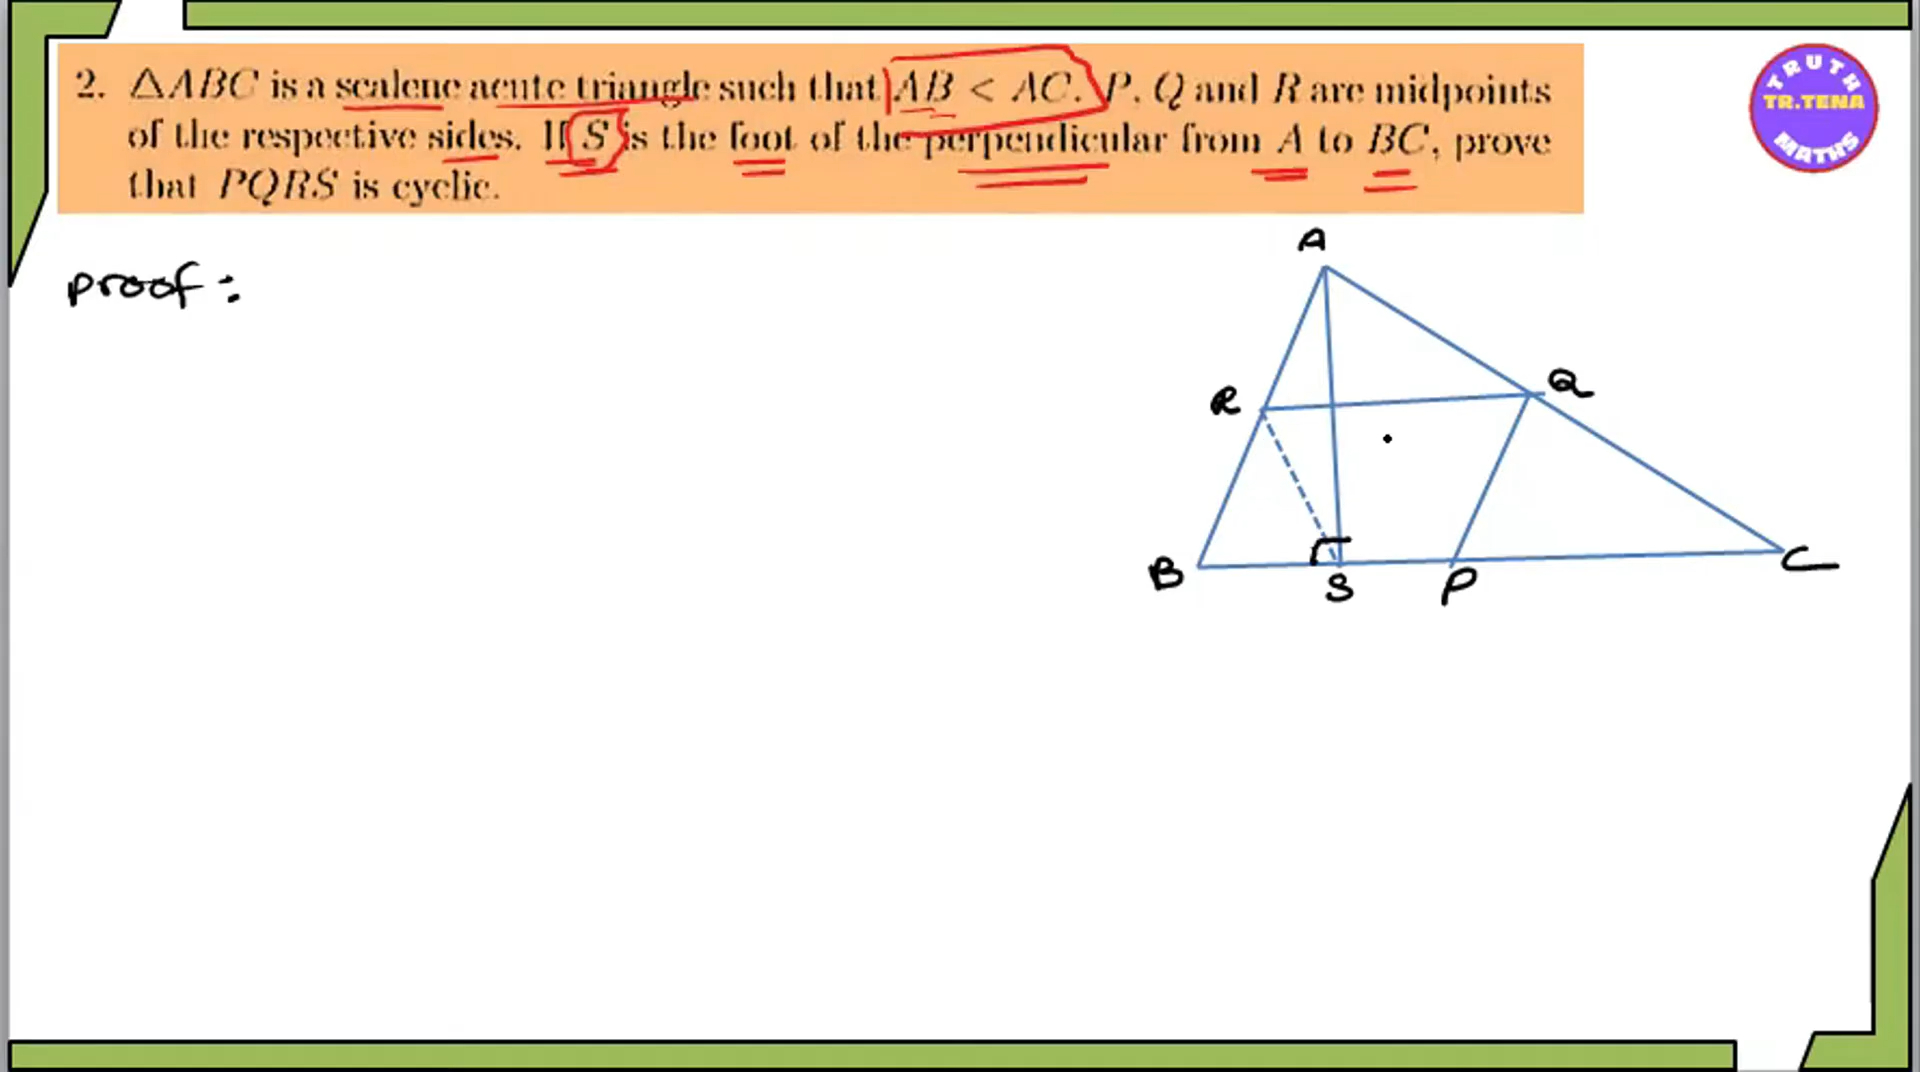 2. △ABC is a scalene acute triangle such that AB < AC. P, Q and R are midpoints
of the respective sides. If S is the foot of the perpendicular from A to BC, prove
that PQRS is cyclic.
TRUTH
TR.TENA
MATHS
proof :
A
R
Q
B
S
P
C